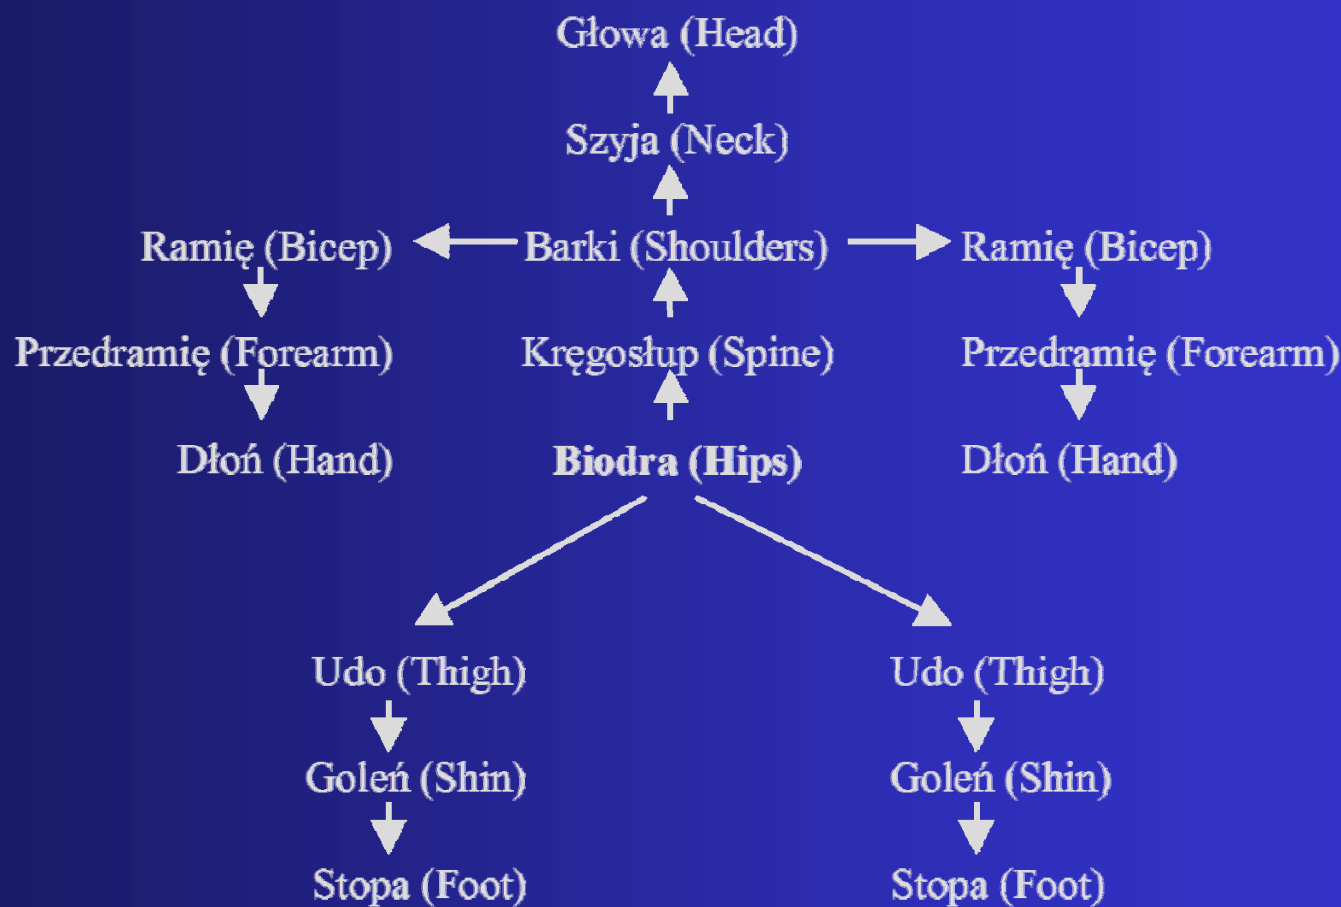 Głowa (Head)
Szyja (Neck)
Ramię (Bicep) Barki (Shoulders) Ramię (Bicep)
Przedramię (Forearm) Kręgosłup (Spine) Przedramię (Forearm)
Dłoń (Hand) Biodra (Hips) Dłoń (Hand)
Udo (Thigh) Udo (Thigh)
Goleń (Shin) Goleń (Shin)
Stopa (Foot) Stopa (Foot)